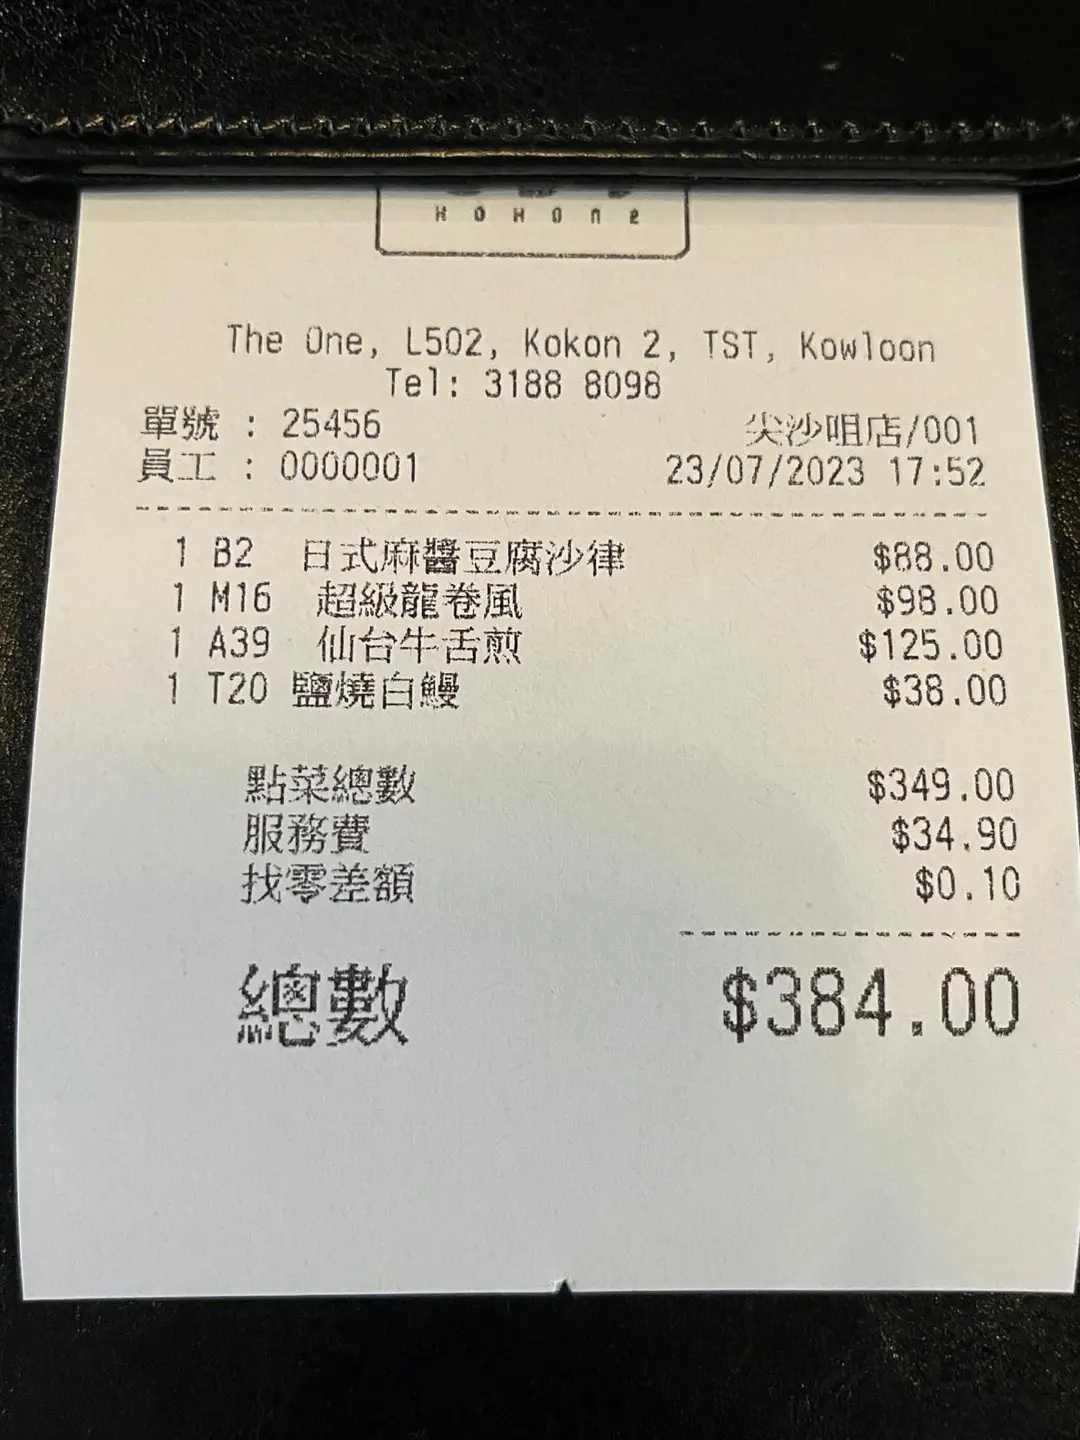 KOKONE
The One, L502, Kokon 2, TST, Kowloon
Tel: 3188 8098
單號 : 25456 尖沙咀店/001
員工 : 0000001 23/07/2023 17:52
1 B2 日式麻醬豆腐沙律 $88.00
1 M16 超級龍卷風 $98.00
1 A39 仙台牛舌煎 $125.00
1 T20 鹽燒白鰻 $38.00
點菜總數 $349.00
服務費 $34.90
找零差額 $0.10
總數 $384.00